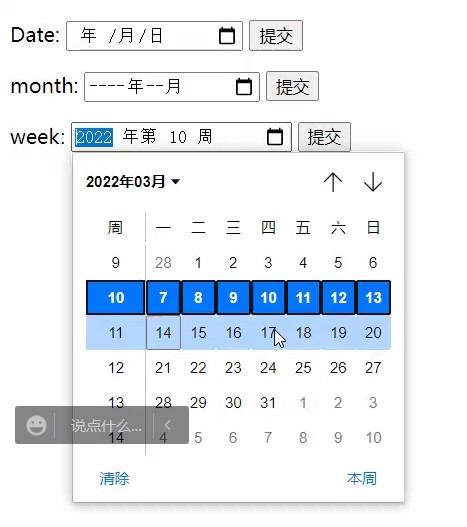 Date: 年 /月/日 提交
month: ----年--月 提交
week: 2022 年第 10 周 提交
2022年03月
周 一 二 三 四 五 六 日
9 28 1 2 3 4 5 6
10 7 8 9 10 11 12 13
11 14 15 16 17 18 19 20
12 21 22 23 24 25 26 27
13 28 29 30 31 1 2 3
说点什么...
14 4 5 6 7 8 9 10
清除 本周